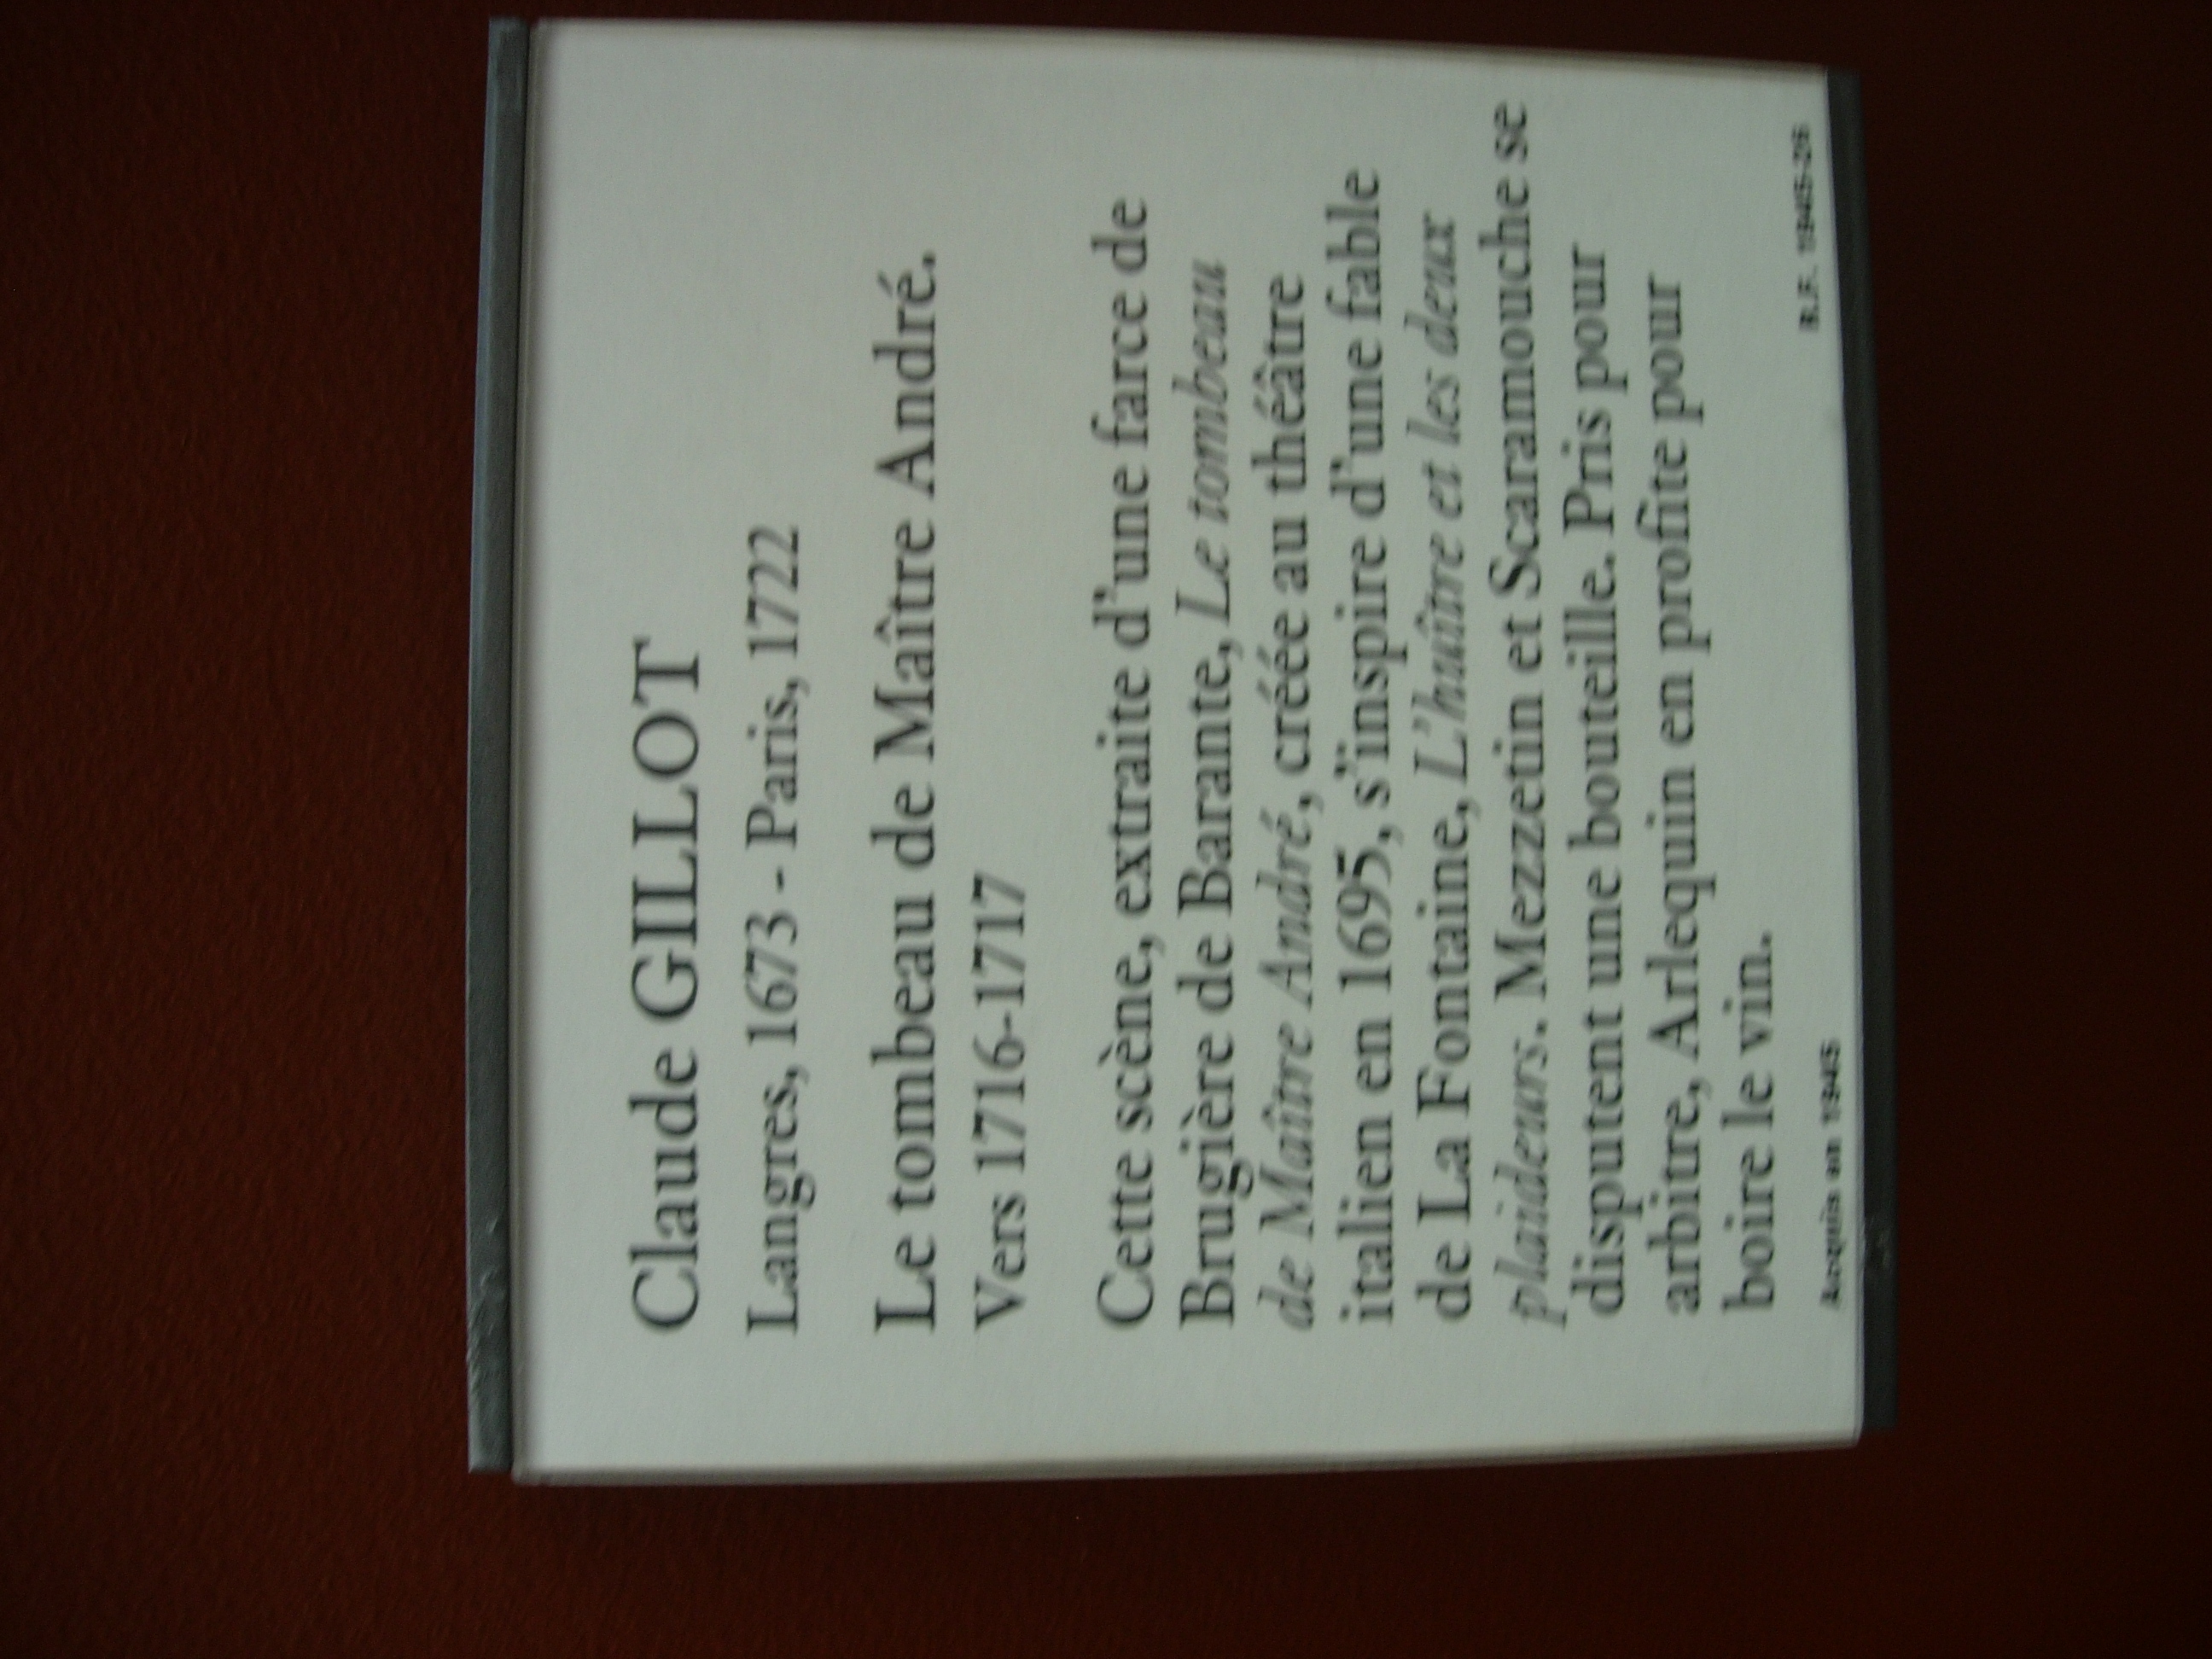 Claude GILLOT
Langres, 1673 - Paris, 1722
Le tombeau de Maître André.
Vers 1716-1717
Cette scène, extraite d'une farce de
Brugière de Barante, Le tombeau
de Maître André, créée au théâtre
italien en 1695, s'inspire d'une fable
de La Fontaine, L'huître et les deux
plaideurs. Mezzetin et Scaramouche se
disputent une bouteille. Pris pour
arbitre, Arlequin en profite pour
boire le vin.
Acquis en 1945
R.F. 1945-26